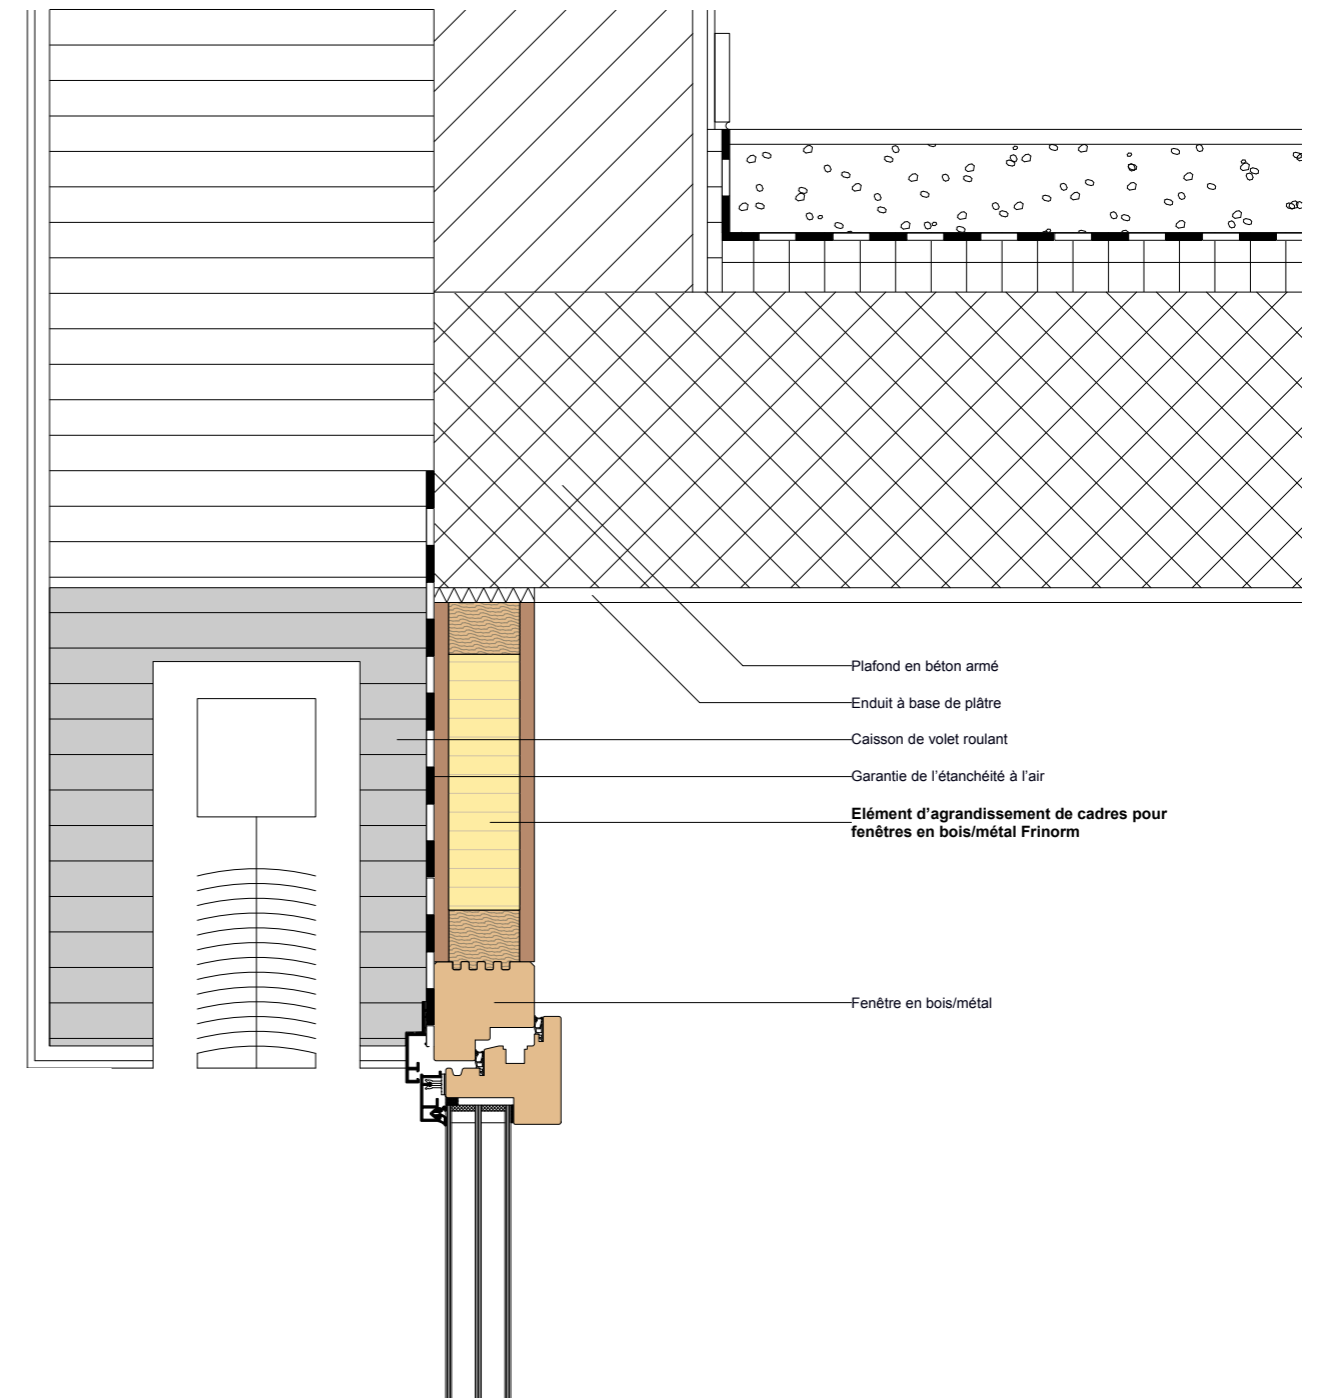 Plafond en béton armé
Enduit à base de plâtre
Caisson de volet roulant
Garantie de l’étanchéité à l’air
Elément d’agrandissement de cadres pour
fenêtres en bois/métal Frinorm
Fenêtre en bois/métal